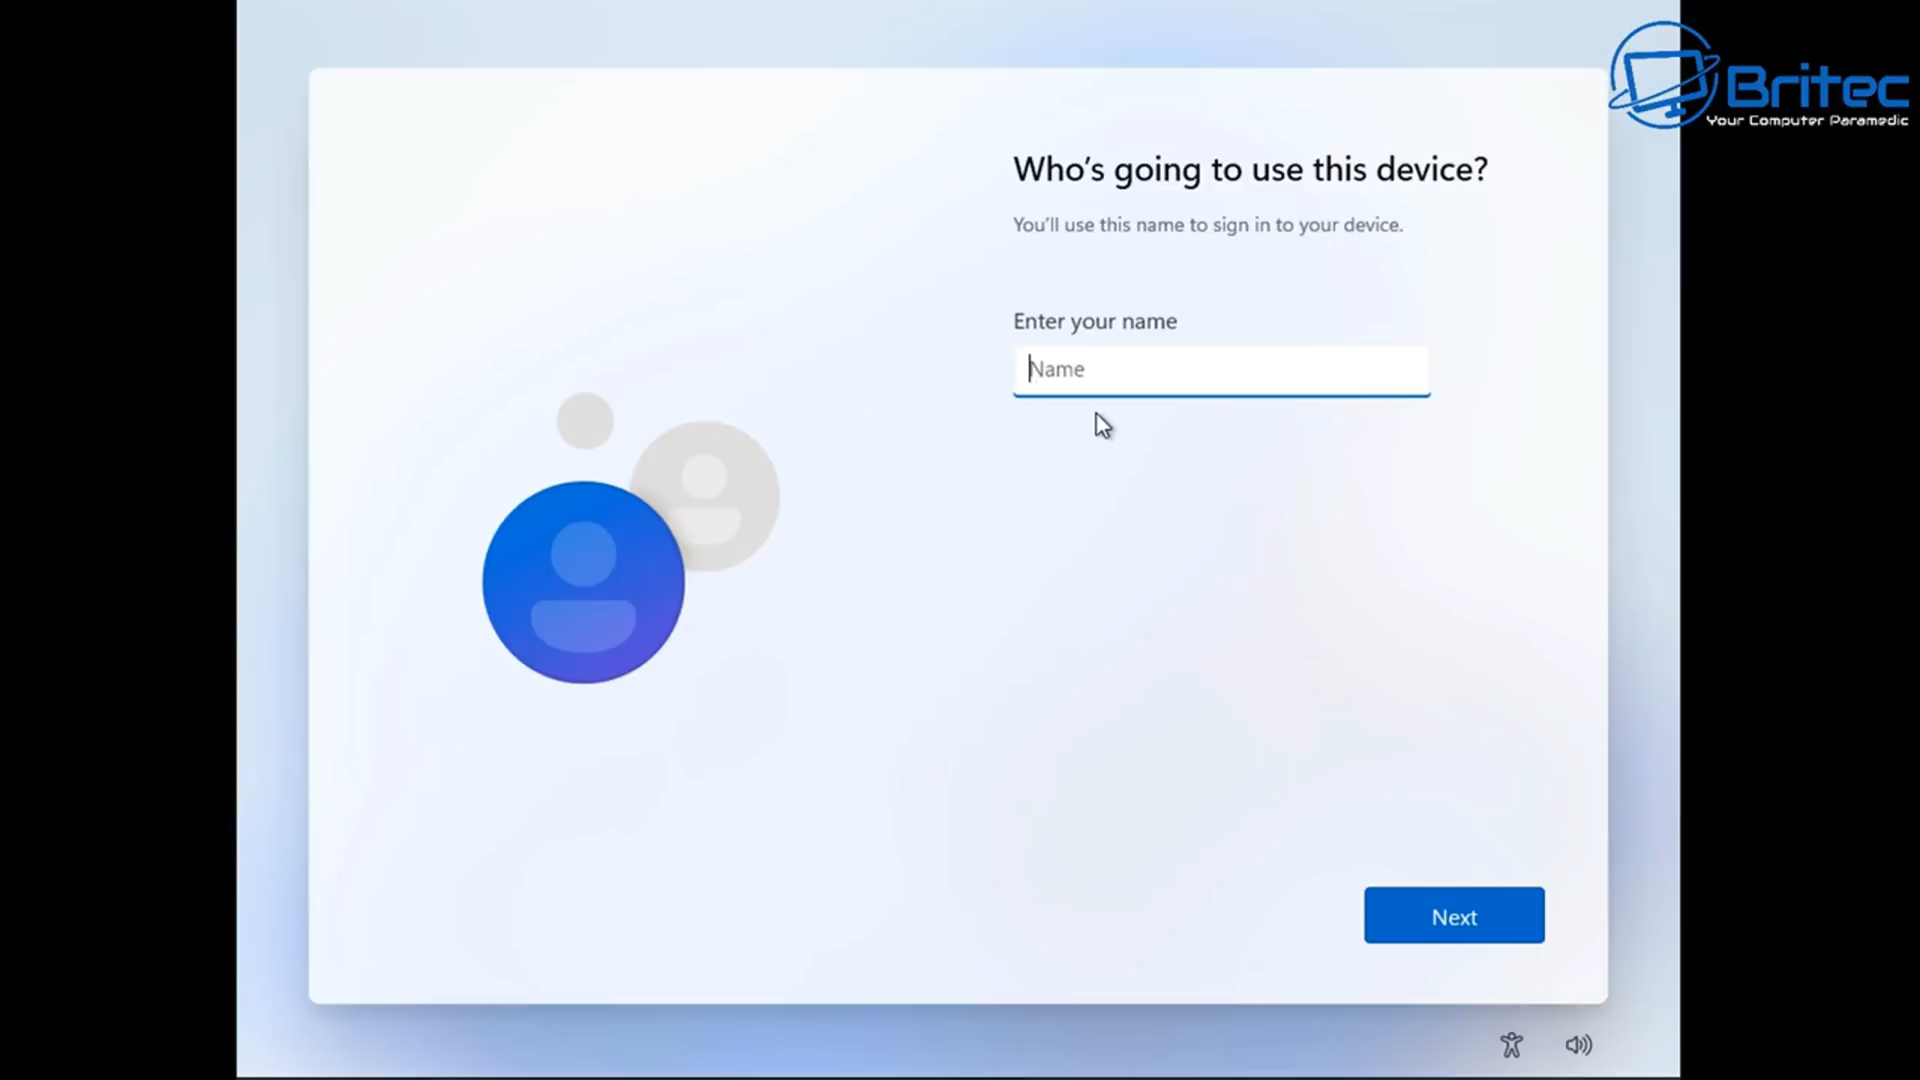 Britec
Your Computer Paramedic
Who's going to use this device?
You'll use this name to sign in to your device.
Enter your name
Name
Next